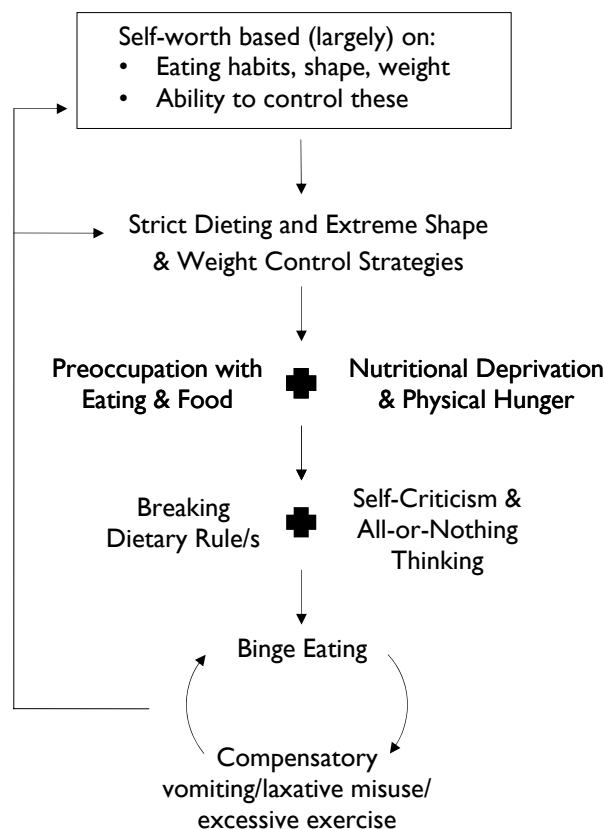 Self-worth based (largely) on:
• Eating habits, shape, weight
• Ability to control these
Strict Dieting and Extreme Shape
& Weight Control Strategies
Preoccupation with
Eating & Food
Nutritional Deprivation
& Physical Hunger
Breaking
Dietary Rule/s
Self-Criticism &
All-or-Nothing
Thinking
Binge Eating
Compensatory
vomiting/laxative misuse/
excessive exercise